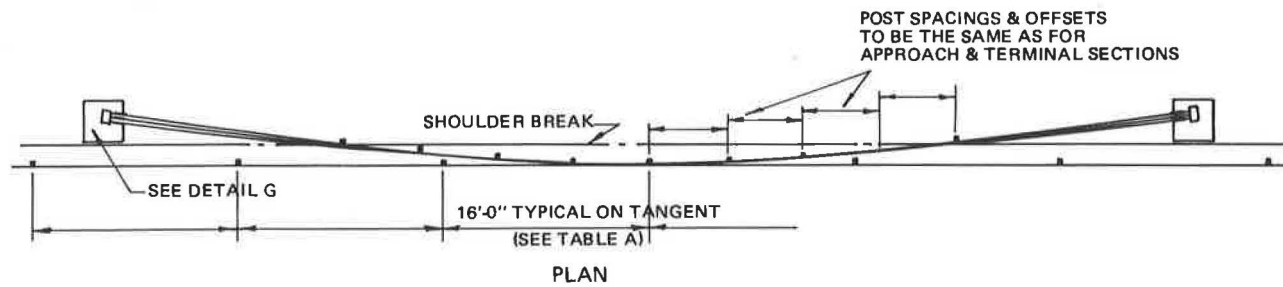 POST SPACINGS & OFFSETS
TO BE THE SAME AS FOR
APPROACH & TERMINAL SECTIONS
SHOULDER BREAK
SEE DETAIL G
16'-0" TYPICAL ON TANGENT
(SEE TABLE A)
PLAN